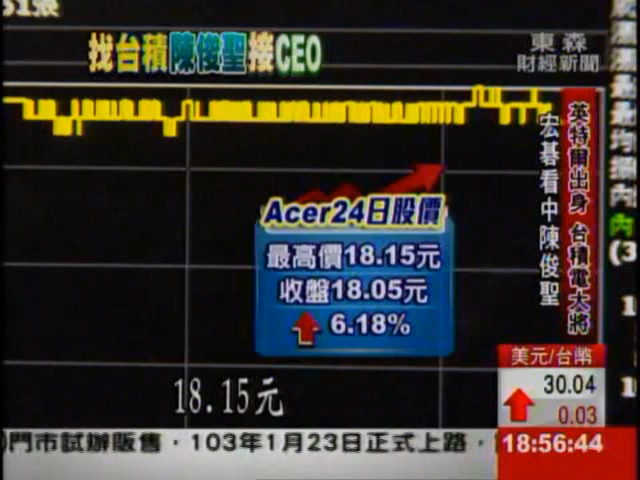 找台積陳俊聖接CEO
東森
財經新聞
英特爾出身 台積電大將
宏碁看中陳俊聖
Acer24日股價
最高價18.15元
收盤18.05元
6.18%
18.15元
美元/台幣
30.04
0.03
門市試辦販售．103年1月23日正式上路．
18:56:44